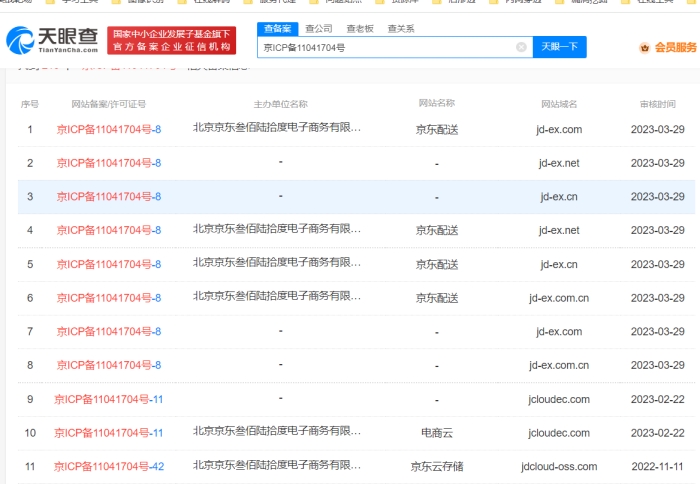 天眼查
TianYanCha.com
国家中小企业发展子基金旗下
官方备案企业征信机构
查备案 查公司 查老板 查关系
京ICP备11041704号
天眼一下
会员服务
序号 网站备案/许可证号 主办单位名称 网站名称 网站域名 审核时间
1 京ICP备11041704号-8 北京京东叁佰陆拾度电子商务有限... 京东配送 jd-ex.com 2023-03-29
2 京ICP备11041704号-8 - - jd-ex.net 2023-03-29
3 京ICP备11041704号-8 - - jd-ex.cn 2023-03-29
4 京ICP备11041704号-8 北京京东叁佰陆拾度电子商务有限... 京东配送 jd-ex.net 2023-03-29
5 京ICP备11041704号-8 北京京东叁佰陆拾度电子商务有限... 京东配送 jd-ex.cn 2023-03-29
6 京ICP备11041704号-8 北京京东叁佰陆拾度电子商务有限... 京东配送 jd-ex.com.cn 2023-03-29
7 京ICP备11041704号-8 - - jd-ex.com 2023-03-29
8 京ICP备11041704号-8 - - jd-ex.com.cn 2023-03-29
9 京ICP备11041704号-11 - - jcloudec.com 2023-02-22
10 京ICP备11041704号-11 北京京东叁佰陆拾度电子商务有限... 电商云 jcloudec.com 2023-02-22
11 京ICP备11041704号-42 北京京东叁佰陆拾度电子商务有限... 京东云存储 jdcloud-oss.com 2022-11-11